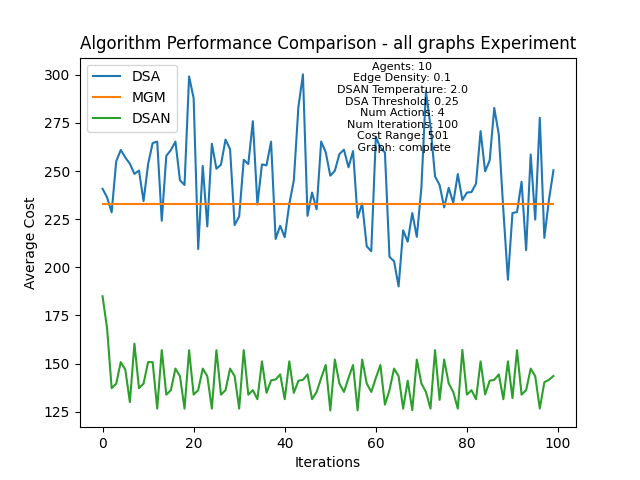 Algorithm Performance Comparison - all graphs Experiment
DSA
MGM
DSAN
Agents: 10
Edge Density: 0.1
DSAN Temperature: 2.0
DSA Threshold: 0.25
Num Actions: 4
Num Iterations: 100
Cost Range: 501
Graph: complete
Average Cost
300
275
250
225
200
175
150
125
0 20 40 60 80 100
Iterations